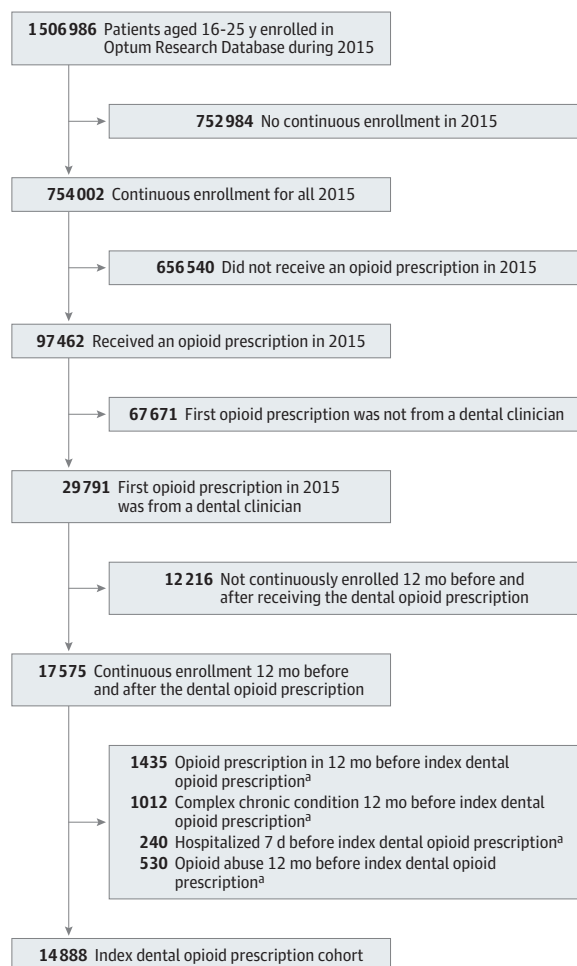 1506986 Patients aged 16-25 y enrolled in
Optum Research Database during 2015
752984 No continuous enrollment in 2015
754002 Continuous enrollment for all 2015
656540 Did not receive an opioid prescription in 2015
97462 Received an opioid prescription in 2015
67671 First opioid prescription was not from a dental clinician
29791 First opioid prescription in 2015
was from a dental clinician
12216 Not continuously enrolled 12 mo before and
after receiving the dental opioid prescription
17575 Continuous enrollment 12 mo before
and after the dental opioid prescription
1435 Opioid prescription in 12 mo before index dental
opioid prescriptionᵃ
1012 Complex chronic condition 12 mo before index dental
opioid prescriptionᵃ
240 Hospitalized 7 d before index dental opioid prescriptionᵃ
530 Opioid abuse 12 mo before index dental opioid
prescriptionᵃ
14888 Index dental opioid prescription cohort